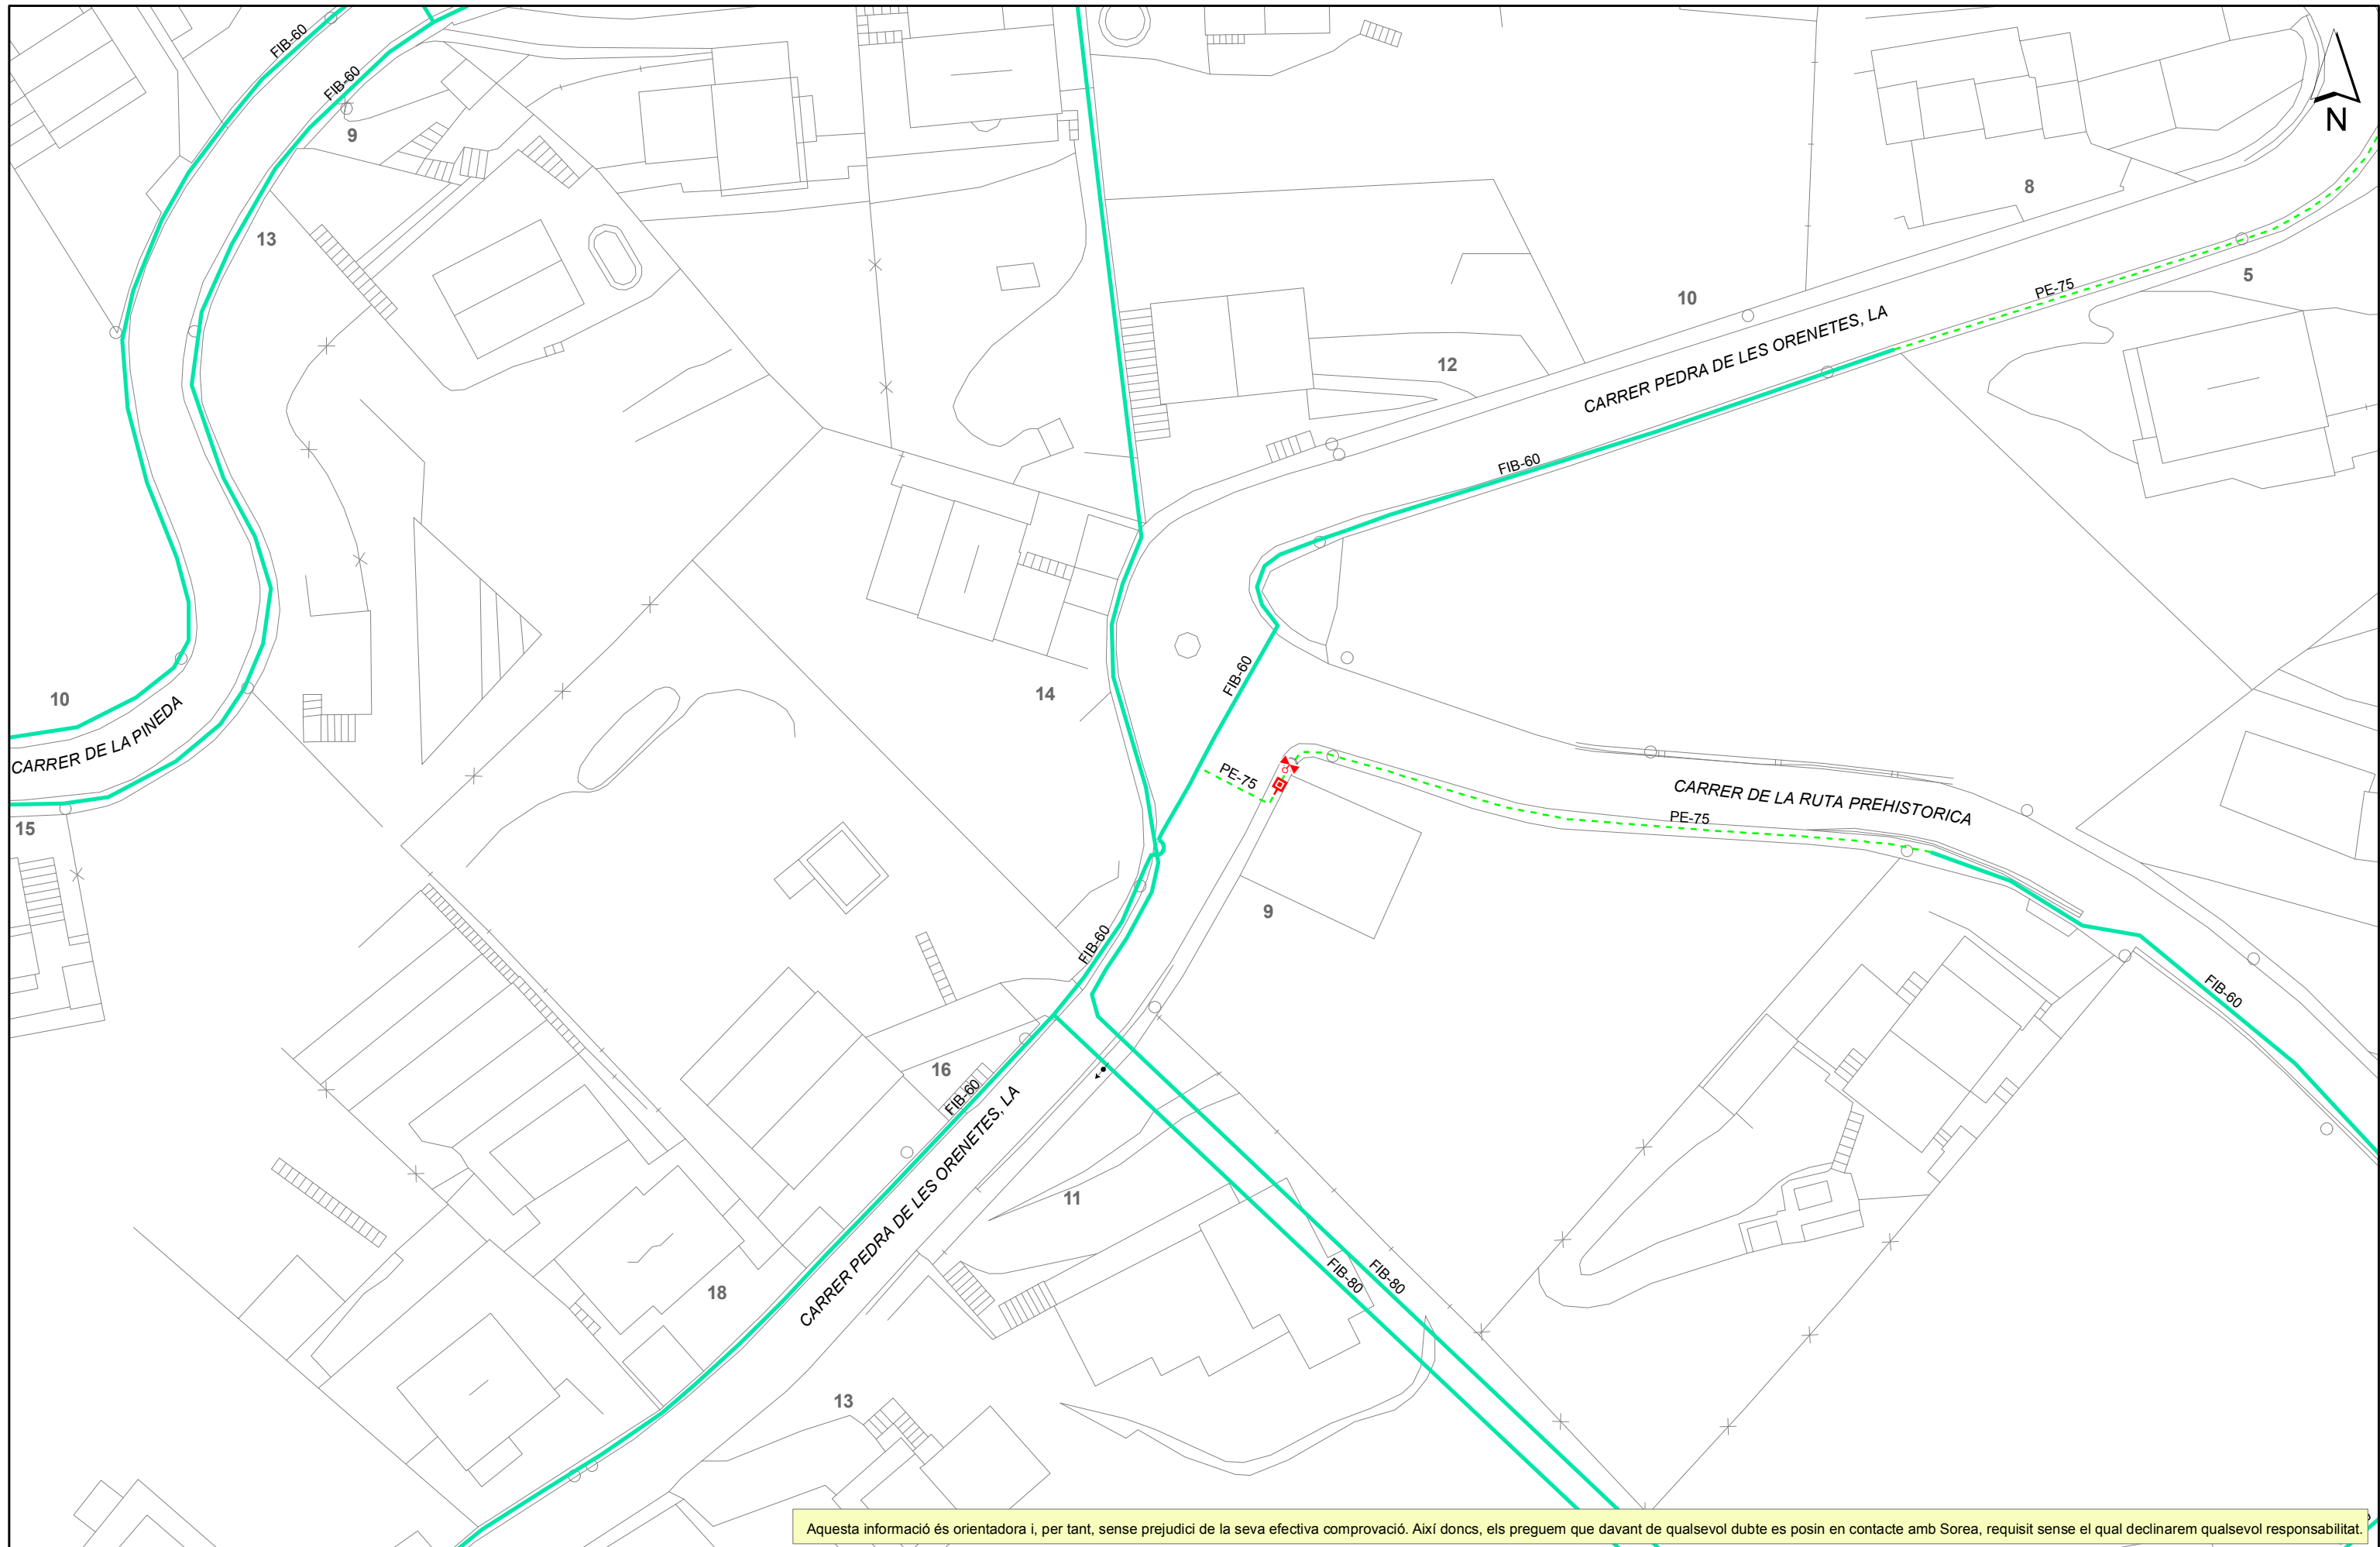 FIB-60
FIB-60
9
N
8
13
5
PE-75
10
CARRER PEDRA DE LES ORENETES, LA
12
FIB-60
14
10
FIB-60
CARRER DE LA PINEDA
PE-75
CARRER DE LA RUTA PREHISTORICA
PE-75
15
9
FIB-60
FIB-60
16
FIB-60
CARRER PEDRA DE LES ORENETES, LA
11
18
FIB-80
FIB-80
13
Aquesta informació és orientadora i, per tant, sense prejudici de la seva efectiva comprovació. Així doncs, els preguem que davant de qualsevol dubte es posin en contacte amb Sorea, requisit sense el qual declinarem qualsevol responsabilitat.